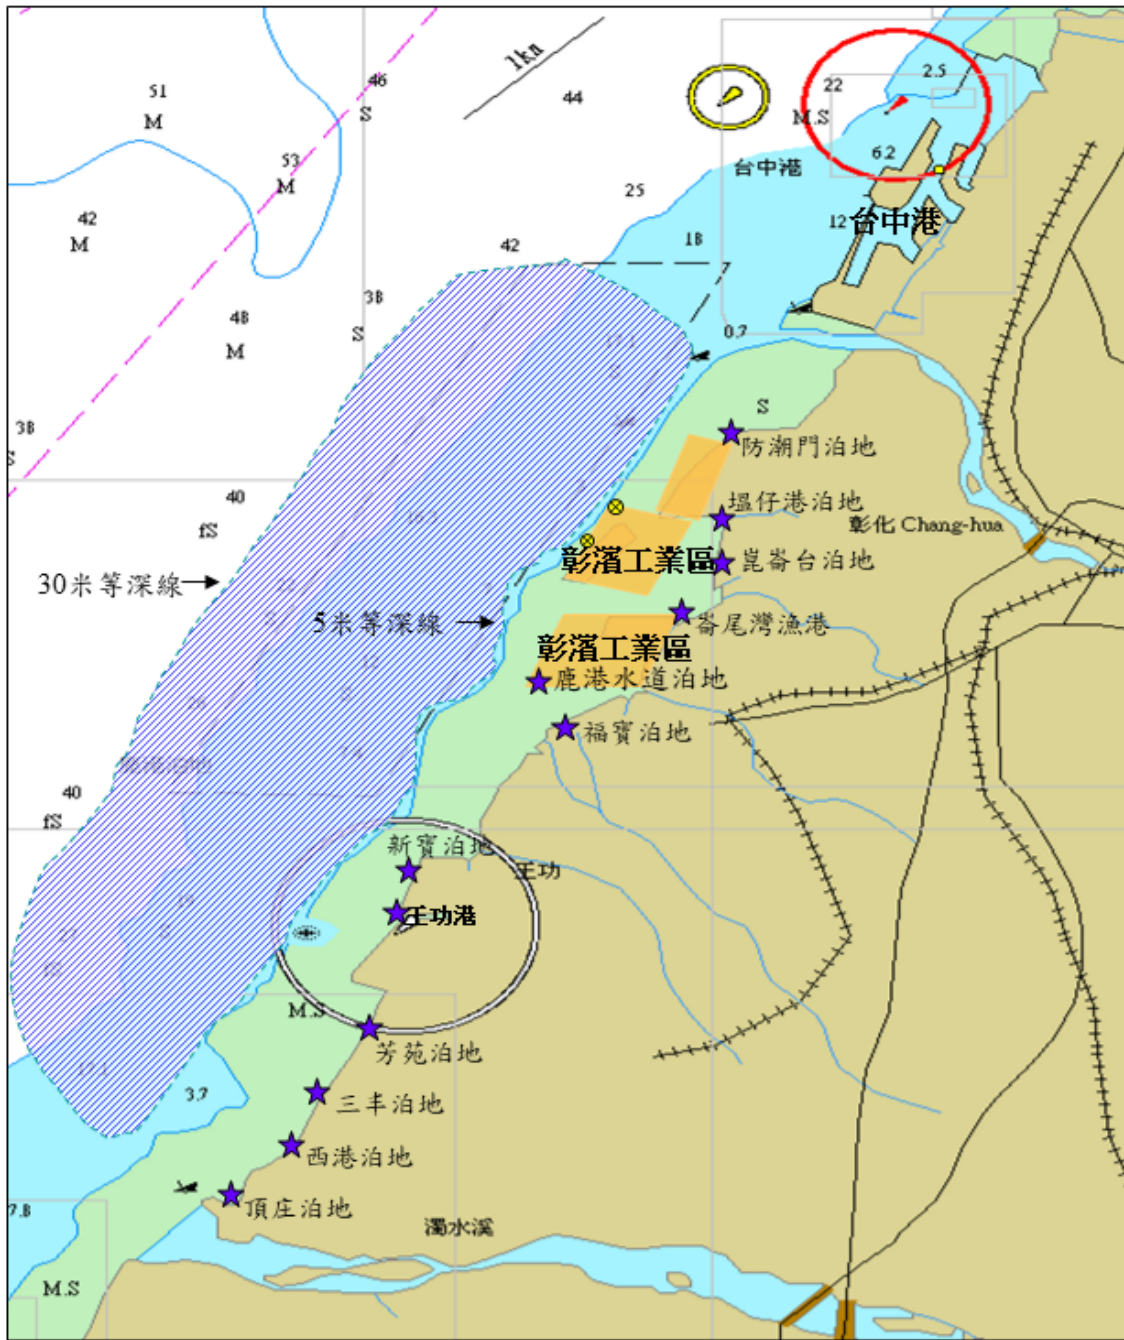 1ka
46
S
51
M
44
22
2.5
M.S
6.2
53
M
台中港
25
42
M
12
台中港
18
42
38
S
48
M
0.7
38
S
防潮門泊地
40
fS
塭仔港泊地
彰化 Chang-hua
彰濱工業區
崑崙台泊地
30米等深線
5米等深線
崙尾灣漁港
彰濱工業區
鹿港水道泊地
福寶泊地
40
fS
新寶泊地
王功
王功港
M.S
芳苑泊地
3.7
三丰泊地
西港泊地
頂庄泊地
7.8
濁水溪
M.S